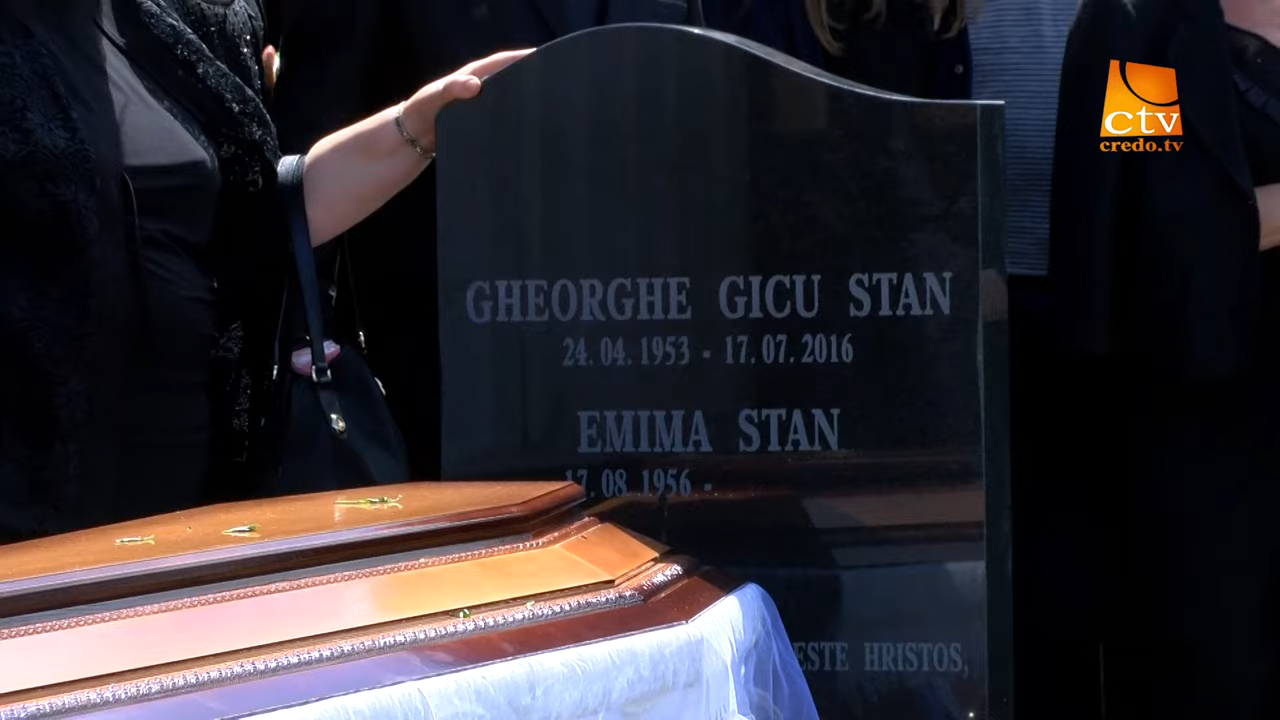 ctv
credo.tv
GHEORGHE GICU STAN
24.04.1953 - 17.07.2016
EMIMA STAN
17.08.1956 -
ESTE HRISTOS,